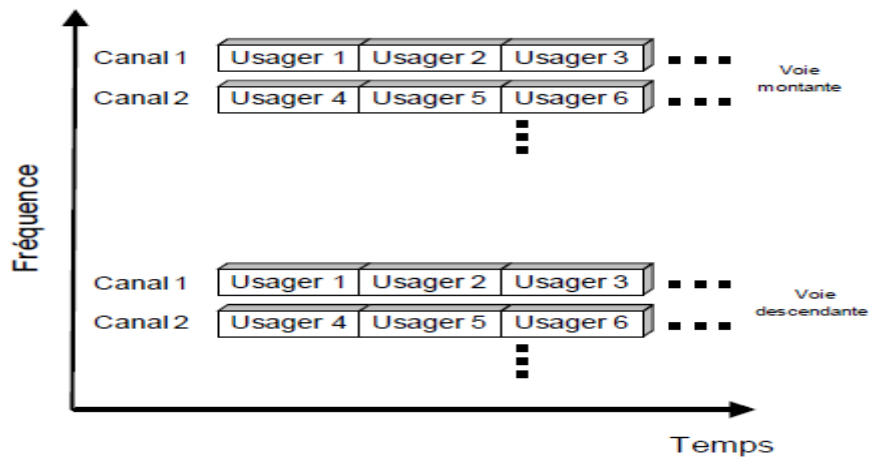 Canal 1 Usager 1 Usager 2 Usager 3
Voie
montante
Canal 2 Usager 4 Usager 5 Usager 6
Fréquence
Canal 1 Usager 1 Usager 2 Usager 3
Voie
descendante
Canal 2 Usager 4 Usager 5 Usager 6
Temps